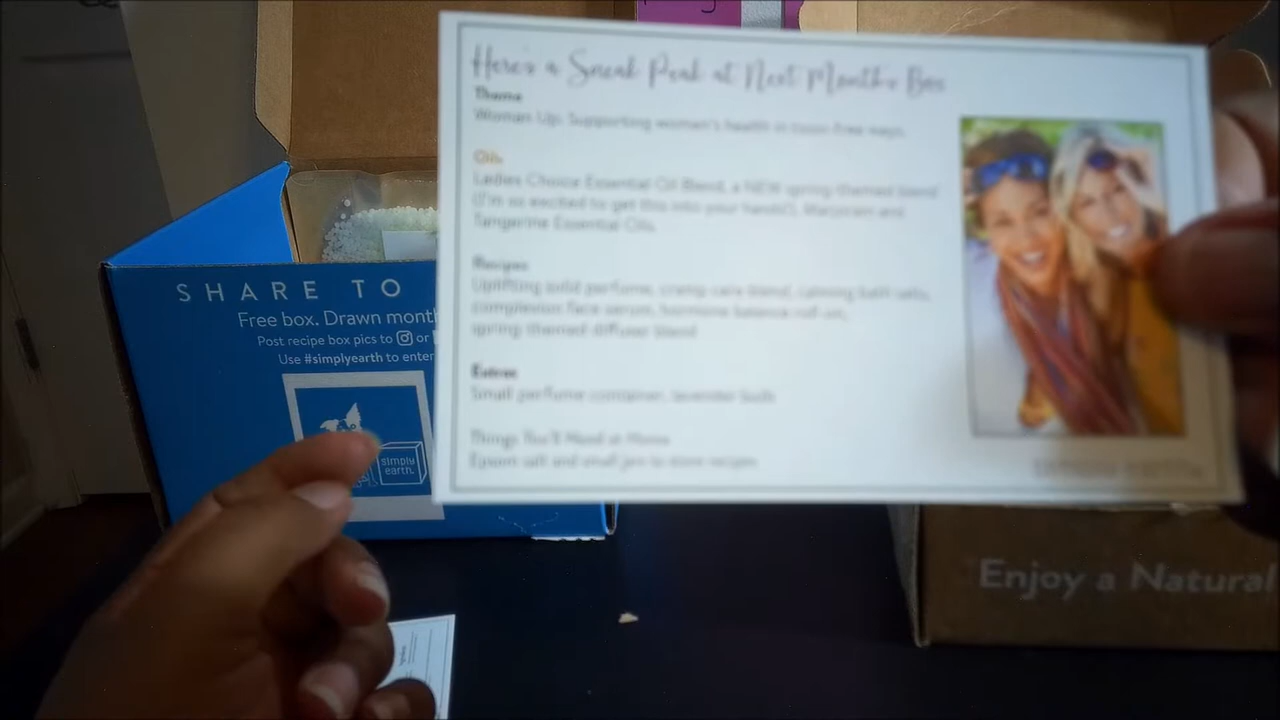 Here's a Sneak Peak at Next Month's Box
Theme
Woman Up: Supporting women's health in toxin-free ways.
Oils
Ladies Choice Essential Oil Blend, a NEW spring themed blend
(I'm so excited to get this into your hands!), Marjoram and
Tangerine Essential Oils.
Recipes
Uplifting solid perfume, cramp care blend, calming bath salts,
complexion face serum, hormone balance roll-on,
spring themed diffuser blend
Extras
Small perfume container, lavender buds
Things You'll Need at Home
Epsom salt and small jars to store recipes
SHARE TO
Free box. Drawn month
Post recipe box pics to or
Use #simplyearth to enter
simply
earth.
Enjoy a Natural